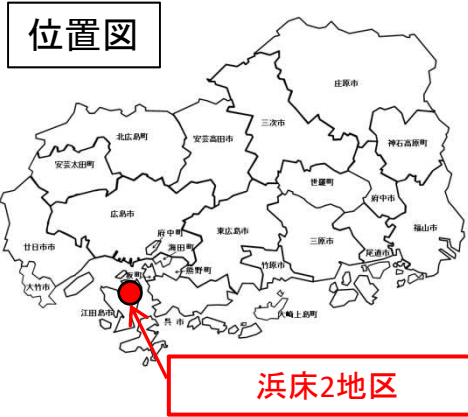 位置図
庄原市
三次市
北広島町
安芸高田市
神石高原町
安芸太田町
世羅町
府中市
広島市
府中町
東広島市
三原市
福山市
海田町
尾道市
廿日市市
熊野町
竹原市
坂町
大竹市
江田島市
呉市
大崎上島町
浜床2地区